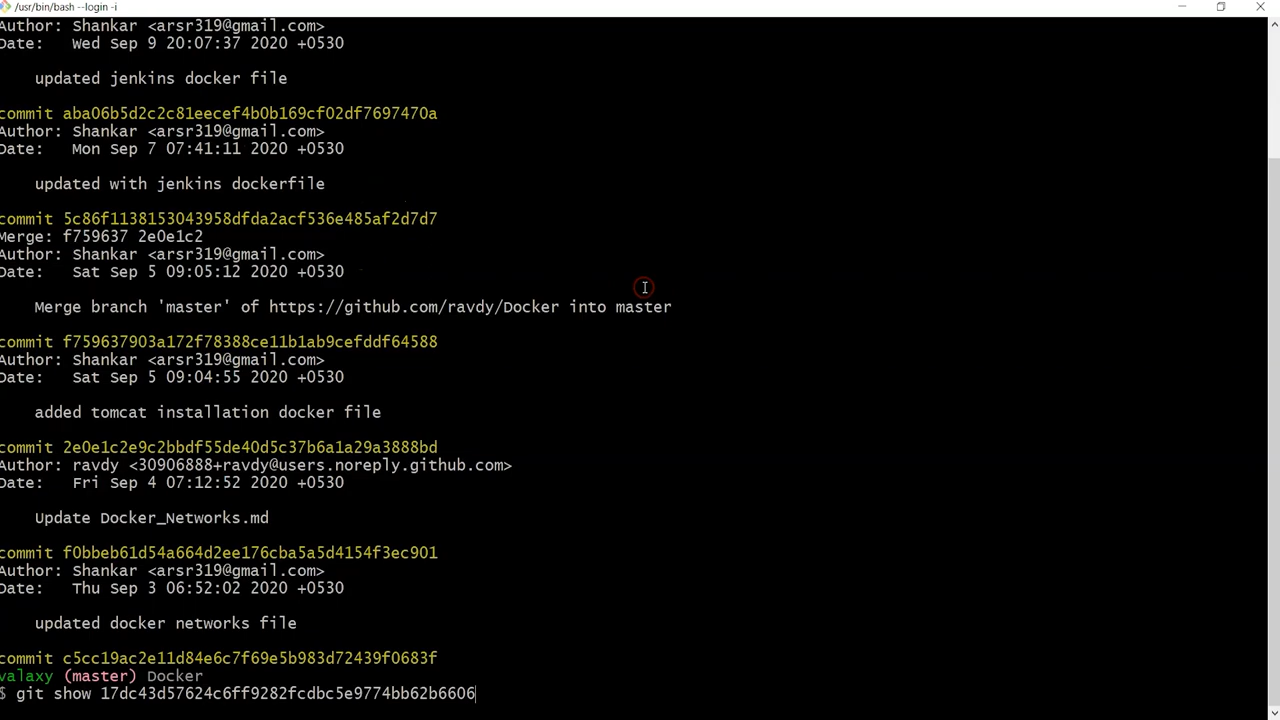 /usr/bin/bash --login -i
Author: Shankar <arsr319@gmail.com>
Date:   Wed Sep 9 20:07:37 2020 +0530
updated jenkins docker file
commit aba06b5d2c2c81eecef4b0b169cf02df7697470a
Author: Shankar <arsr319@gmail.com>
Date:   Mon Sep 7 07:41:11 2020 +0530
updated with jenkins dockerfile
commit 5c86f1138153043958dfda2acf536e485af2d7d7
Merge: f759637 2e0e1c2
Author: Shankar <arsr319@gmail.com>
Date:   Sat Sep 5 09:05:12 2020 +0530
Merge branch 'master' of https://github.com/ravdy/Docker into master
commit f759637903a172f78388ce11b1ab9cefddf64588
Author: Shankar <arsr319@gmail.com>
Date:   Sat Sep 5 09:04:55 2020 +0530
added tomcat installation docker file
commit 2e0e1c2e9c2bbdf55de40d5c37b6a1a29a3888bd
Author: ravdy <30906888+ravdy@users.noreply.github.com>
Date:   Fri Sep 4 07:12:52 2020 +0530
Update Docker_Networks.md
commit f0bbeb61d54a664d2ee176cba5a5d4154f3ec901
Author: Shankar <arsr319@gmail.com>
Date:   Thu Sep 3 06:52:02 2020 +0530
updated docker networks file
commit c5cc19ac2e11d84e6c7f69e5b983d72439f0683f
valaxy (master) Docker
$ git show 17dc43d57624c6ff9282fcdbc5e9774bb62b6606